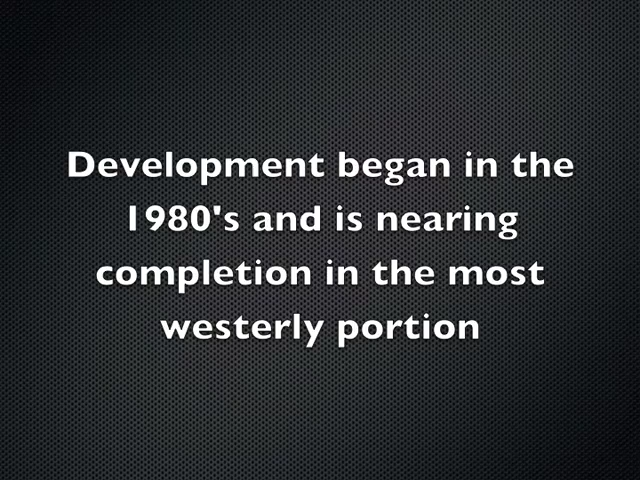 Development began in the
1980's and is nearing
completion in the most
westerly portion